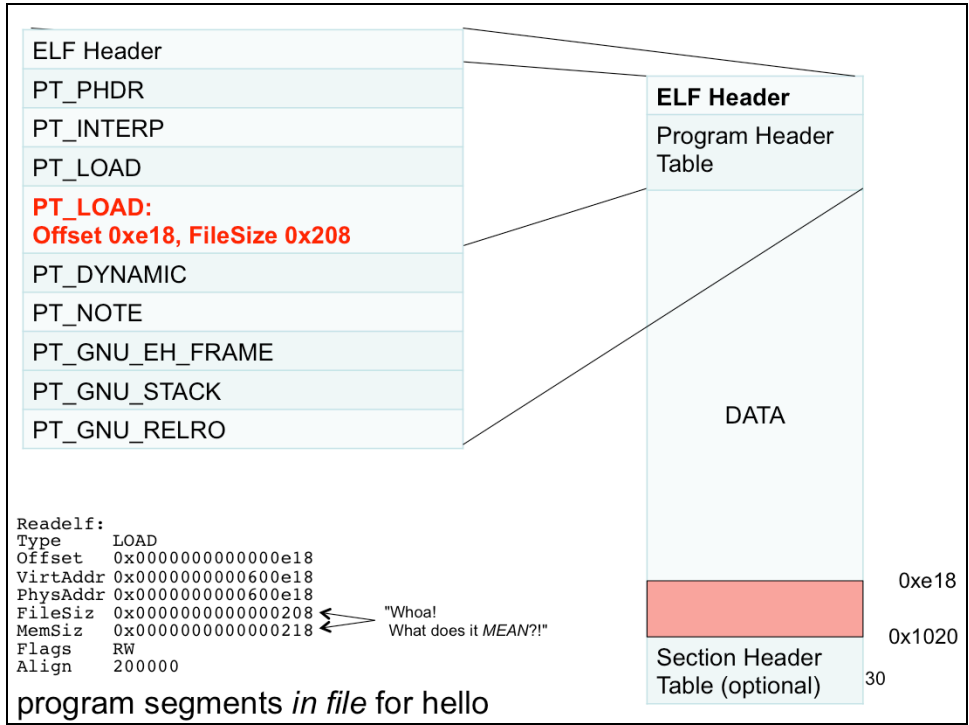 ELF Header
PT_PHDR
PT_INTERP
PT_LOAD
PT_LOAD:
Offset 0xe18, FileSize 0x208
PT_DYNAMIC
PT_NOTE
PT_GNU_EH_FRAME
PT_GNU_STACK
PT_GNU_RELRO
ELF Header
Program Header
Table
DATA
0xe18
0x1020
Section Header
Table (optional)
30
Readelf:
Type LOAD
Offset 0x0000000000000e18
VirtAddr 0x0000000000600e18
PhysAddr 0x0000000000600e18
FileSiz 0x0000000000000208
MemSiz 0x0000000000000218
Flags RW
Align 200000
"Whoa!
What does it MEAN?!"
program segments in file for hello